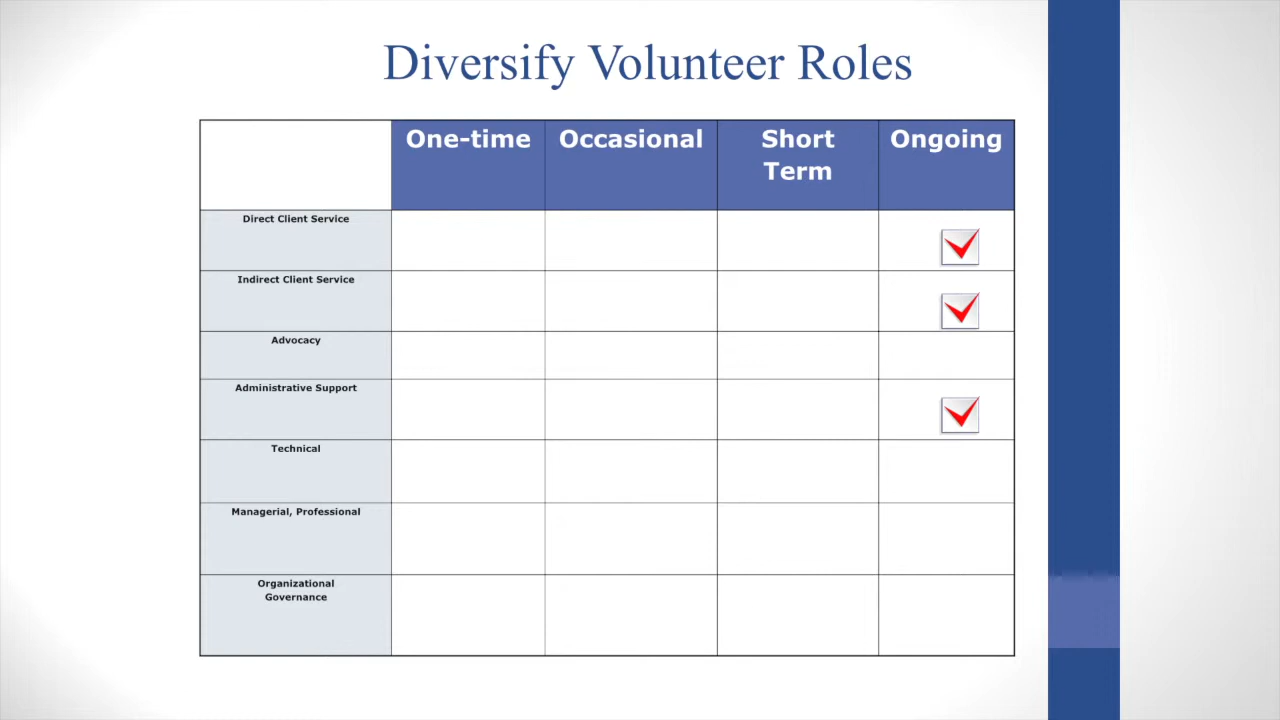 Diversify Volunteer Roles
One-time Occasional Short Term Ongoing
Direct Client Service
Indirect Client Service
Advocacy
Administrative Support
Technical
Managerial, Professional
Organizational
Governance